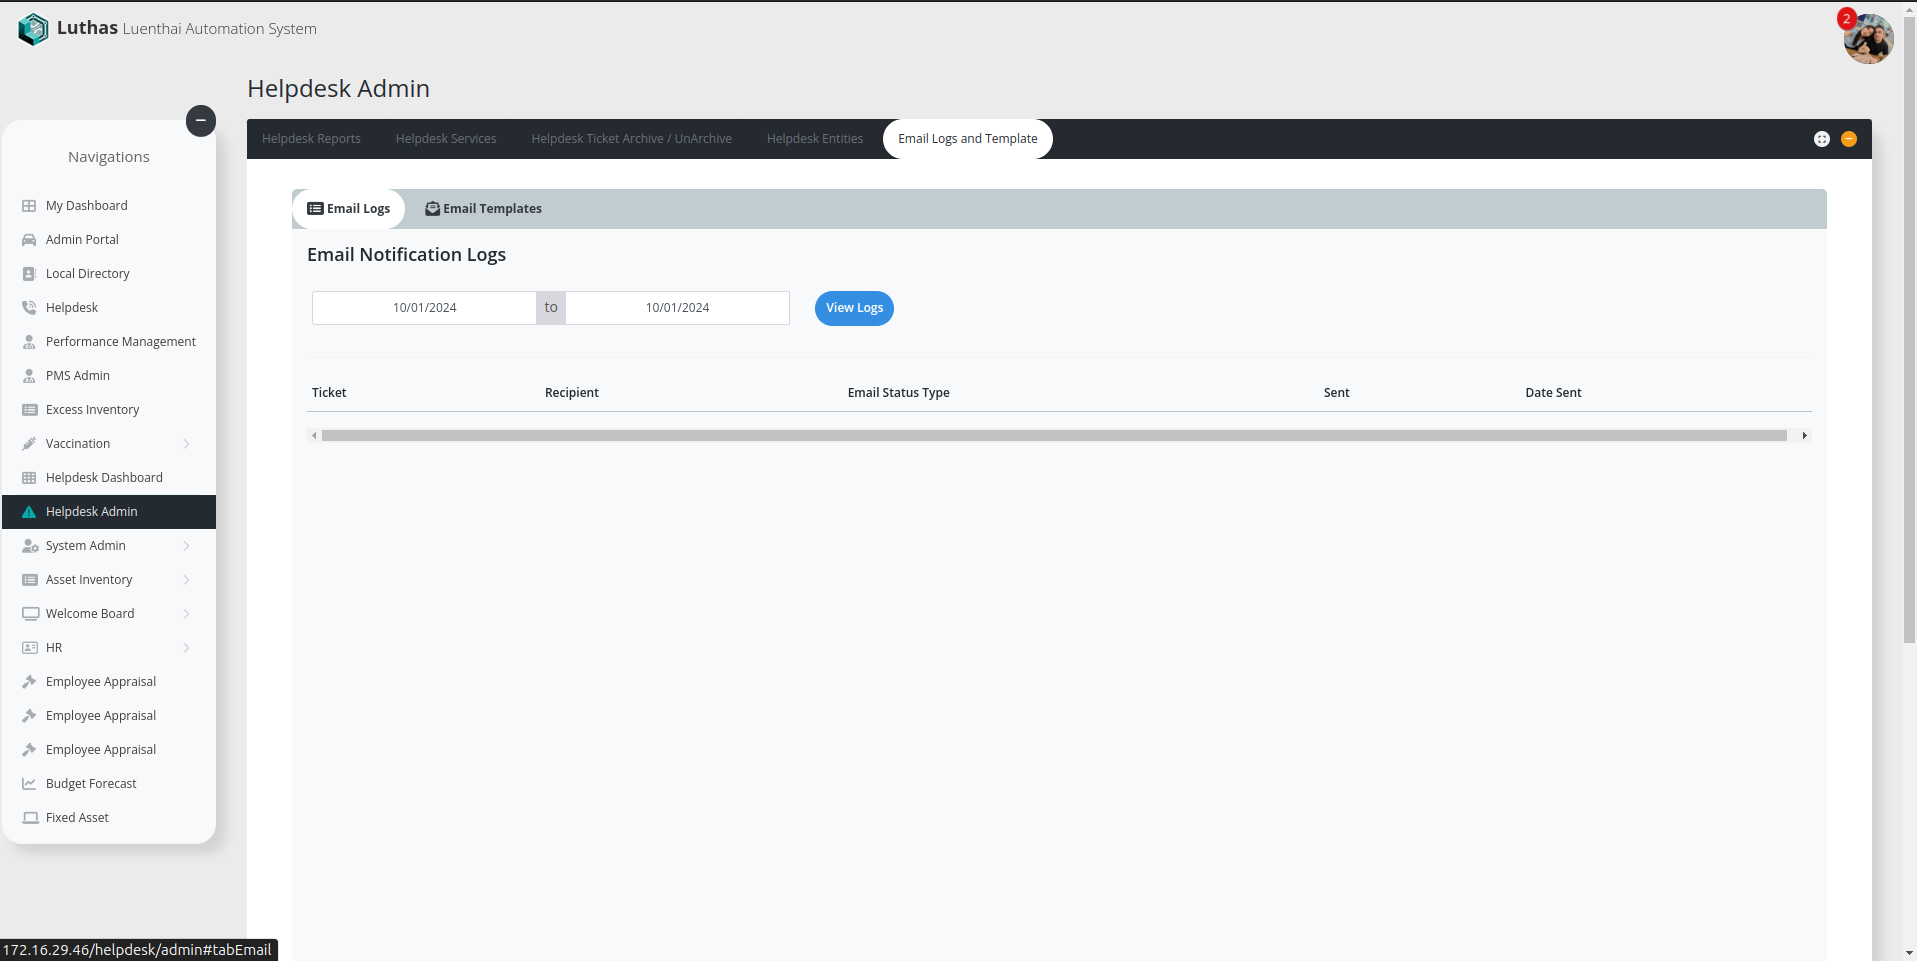 Luthas Luenthai Automation System
2
Helpdesk Admin
Navigations
My Dashboard
Admin Portal
Local Directory
Helpdesk
Performance Management
PMS Admin
Excess Inventory
Vaccination
Helpdesk Dashboard
Helpdesk Admin
System Admin
Asset Inventory
Welcome Board
HR
Employee Appraisal
Employee Appraisal
Employee Appraisal
Budget Forecast
Fixed Asset
Helpdesk Reports Helpdesk Services Helpdesk Ticket Archive / UnArchive Helpdesk Entities Email Logs and Template
Email Logs Email Templates
Email Notification Logs
10/01/2024 to 10/01/2024 View Logs
Ticket Recipient Email Status Type Sent Date Sent
172.16.29.46/helpdesk/admin#tabEmail